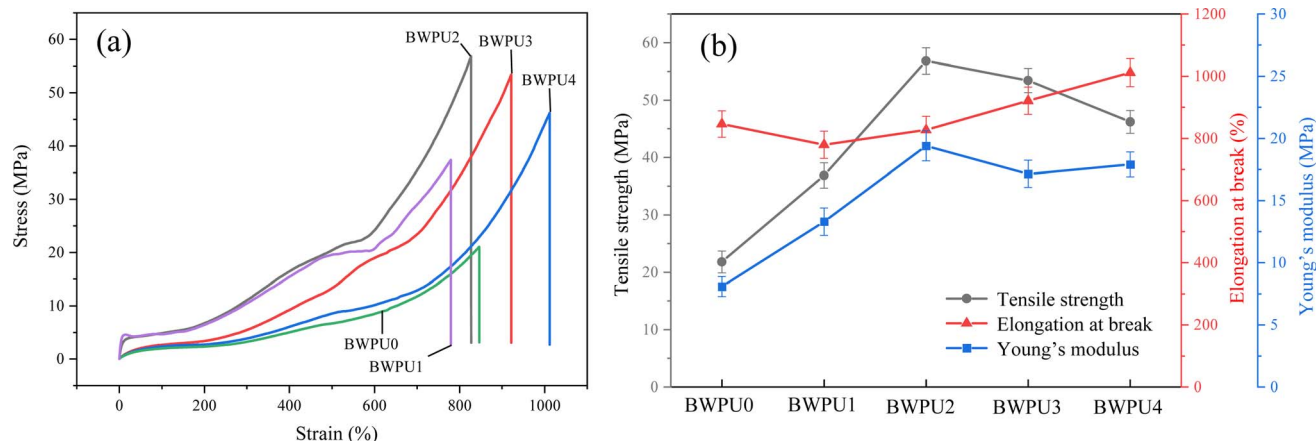 (a)
Stress (MPa)
60
50
40
30
20
10
0
0
200
400
600
800
1000
Strain (%)
BWPU2
BWPU3
BWPU4
BWPU0
BWPU1
(b)
Tensile strength (MPa)
60
50
40
30
20
10
0
BWPU0
BWPU1
BWPU2
BWPU3
BWPU4
Tensile strength
Elongation at break
Young's modulus
1200
1000
800
600
400
200
0
Elongation at break (%)
30
25
20
15
10
5
0
Young's modulus (MPa)